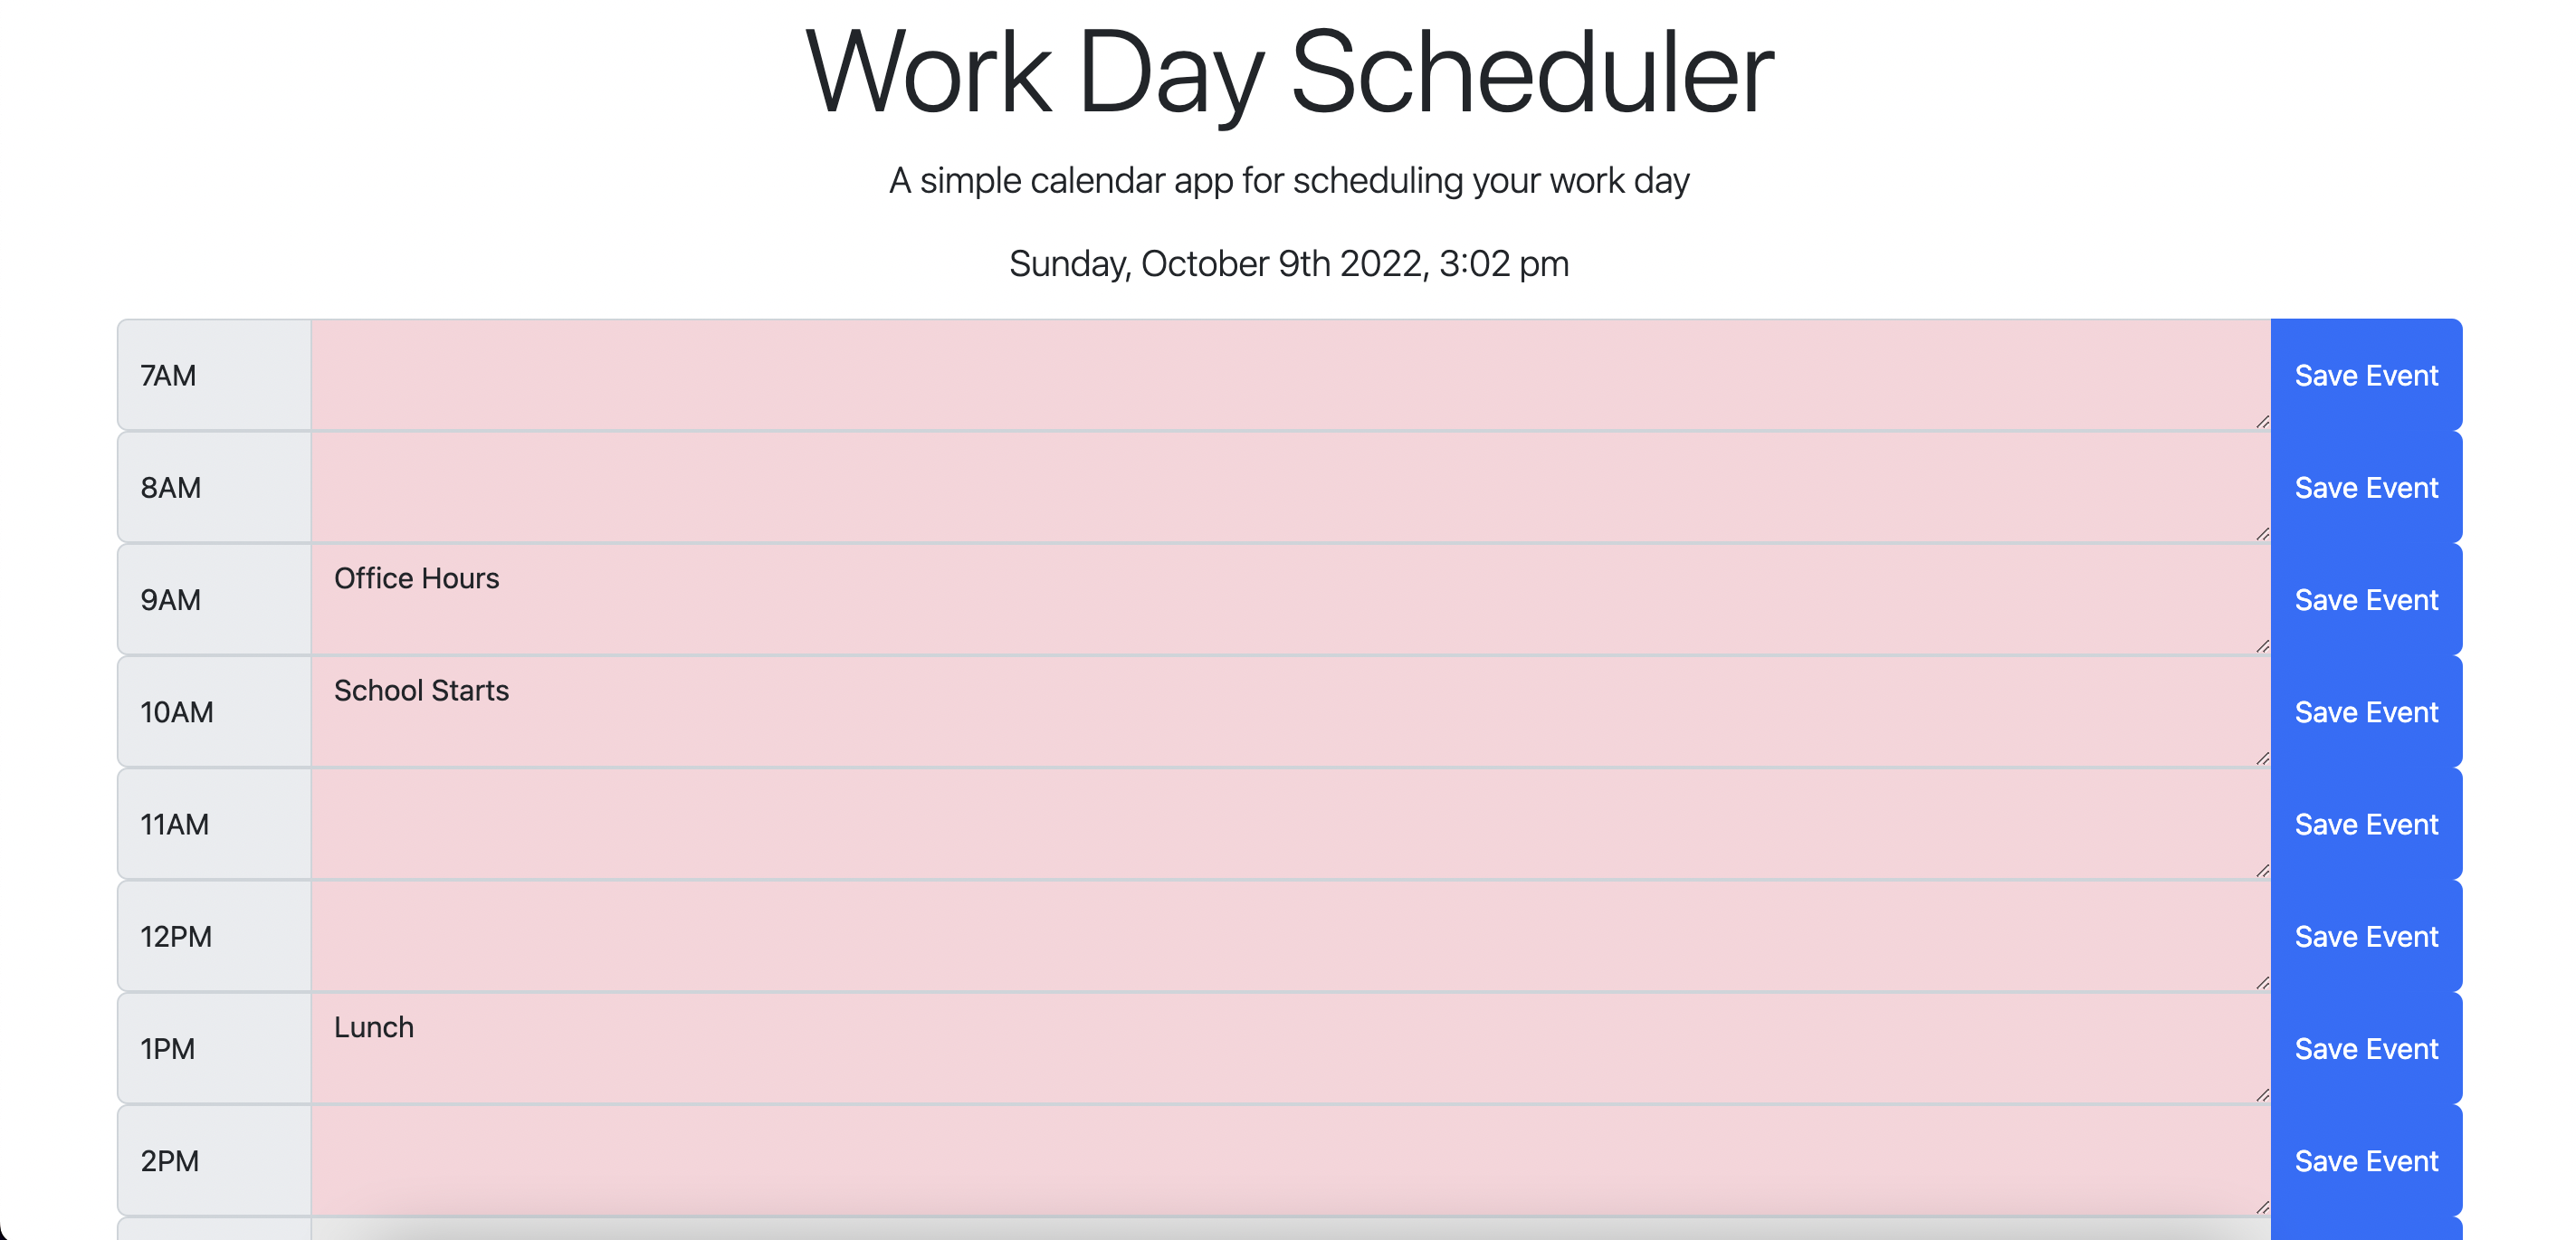 Work Day Scheduler
A simple calendar app for scheduling your work day
Sunday, October 9th 2022, 3:02 pm
7AM Save Event
8AM Save Event
9AM Office Hours Save Event
10AM School Starts Save Event
11AM Save Event
12PM Save Event
1PM Lunch Save Event
2PM Save Event